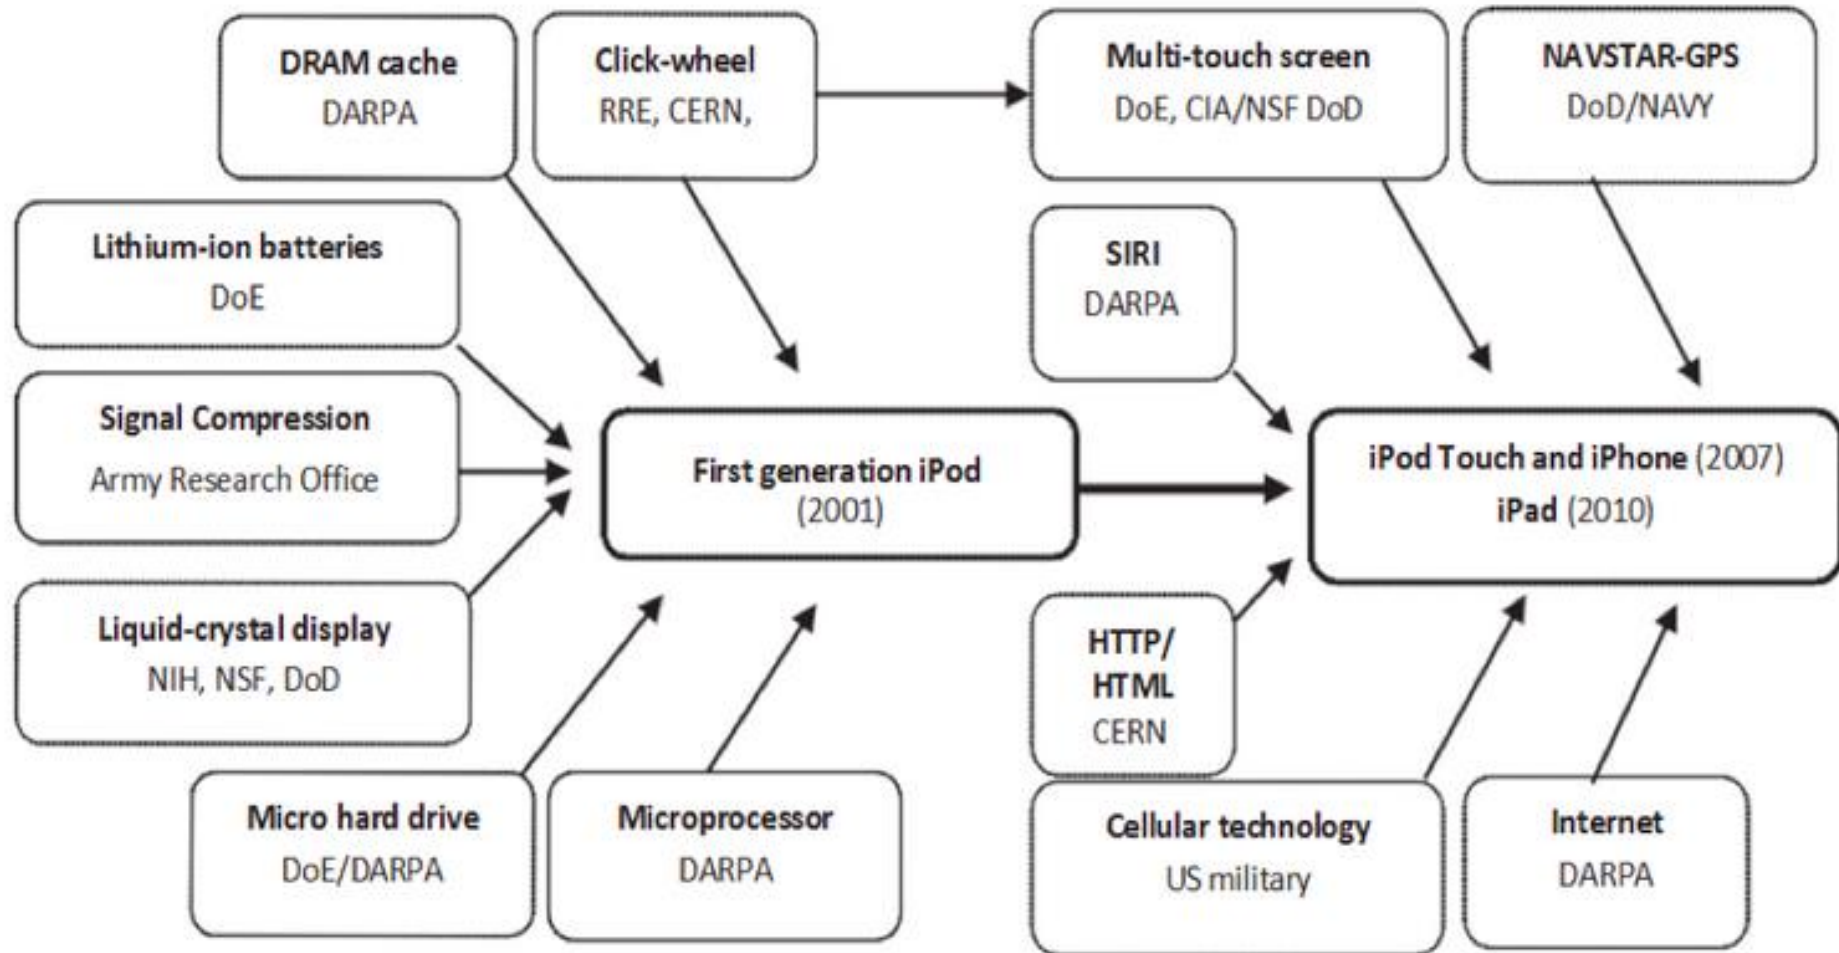 DRAM cache
DARPA
Click-wheel
RRE, CERN,
Multi-touch screen
DoE, CIA/NSF DoD
NAVSTAR-GPS
DoD/NAVY
Lithium-ion batteries
DoE
SIRI
DARPA
Signal Compression
Army Research Office
First generation iPod
(2001)
iPod Touch and iPhone (2007)
iPad (2010)
Liquid-crystal display
NIH, NSF, DoD
HTTP/
HTML
CERN
Micro hard drive
DoE/DARPA
Microprocessor
DARPA
Cellular technology
US military
Internet
DARPA